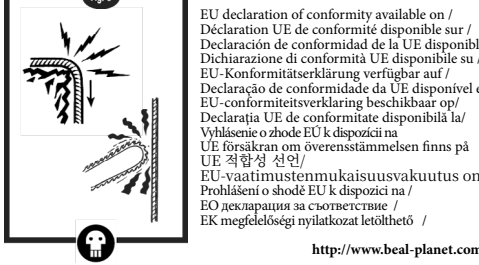 EU declaration of conformity available on /
Déclaration UE de conformité disponible sur /
Declaración de conformidad de la UE disponibl
Dichiarazione di conformità UE disponibile su /
EU-Konformitätserklärung verfügbar auf /
Declaração de conformidade da UE disponível e
EU-conformiteitsverklaring beschikbaar op/
Declarația UE de conformitate disponibilă la/
Vyhlásenie o zhode EÚ k dispozícii na
UE försäkran om överensstämmelsen finns på
UE 적합성 선언/
EU-vaatimustenmukaisuusvakuutus on
Prohlášení o shodě EU k dispozici na /
ЕО декларация за съответствие /
EK megfelelőségi nyilatkozat letölthető /
http://www.beal-planet.com